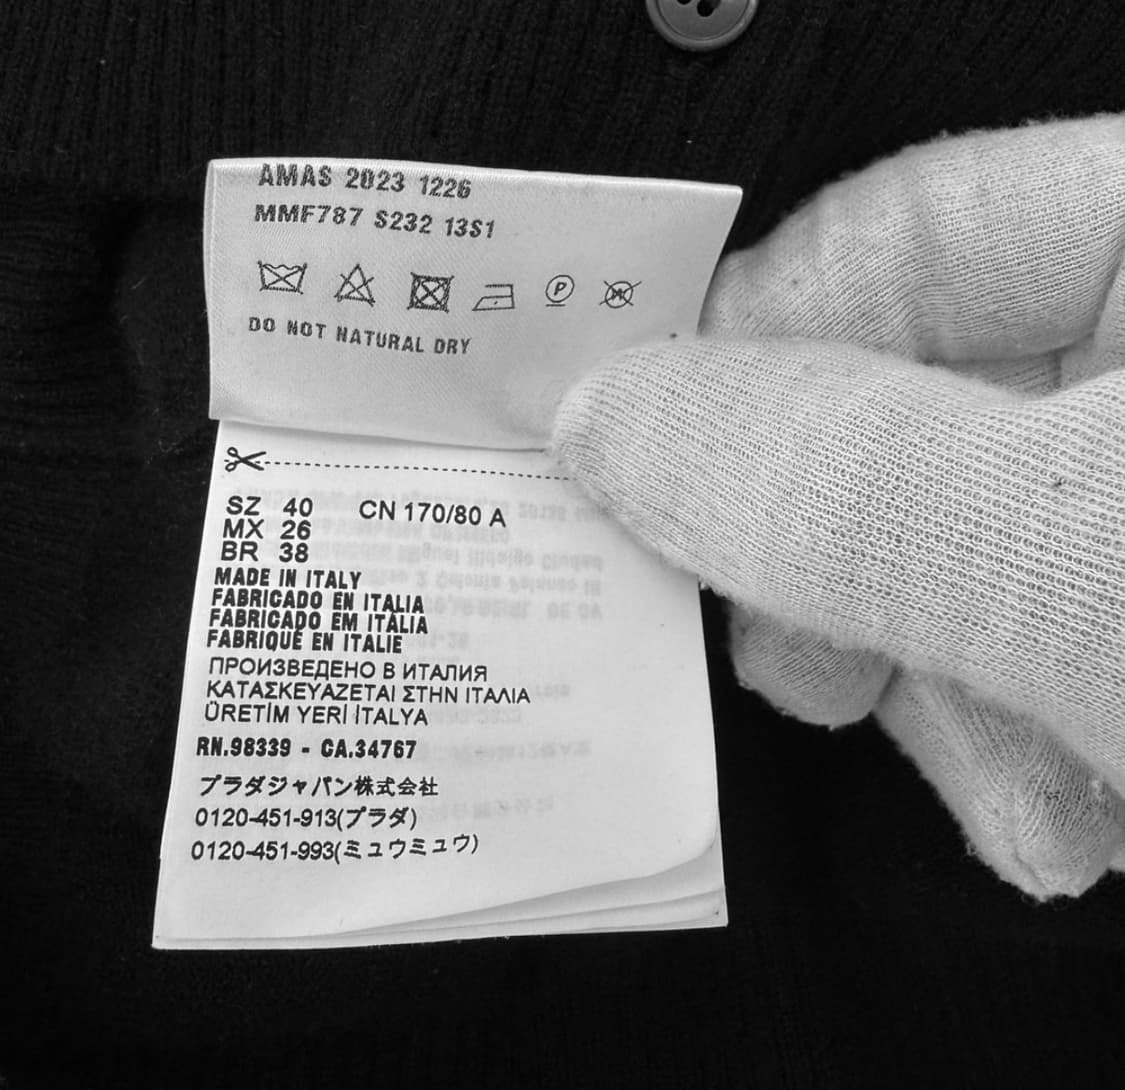 AMAS 2023 1226
MMF787 S232 13S1
P
W
DO NOT NATURAL DRY
SZ 40 CN 170/80 A
MX 26
BR 38
MADE IN ITALY
FABRICADO EN ITALIA
FABRICADO EM ITÁLIA
FABRIQUÉ EN ITALIE
ПРОИЗВЕДЕНО В ИТАЛИЯ
ΚΑΤΑΣΚΕΥΑΖΕΤΑΙ ΣΤΗΝ ΙΤΑΛΙΑ
ÜRETİM YERİ İTALYA
RN.98339 - CA.34767
プラダジャパン株式会社
0120-451-913(プラダ)
0120-451-993(ミュウミュウ)